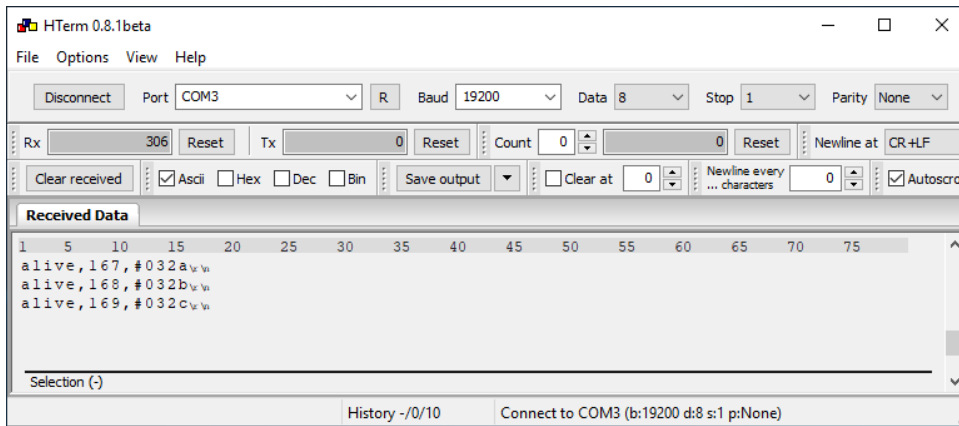 HTerm 0.8.1beta
File Options View Help
Disconnect Port COM3 R Baud 19200 Data 8 Stop 1 Parity None
Rx 306 Reset Tx 0 Reset Count 0 0 Reset Newline at CR+LF
Clear received Ascii Hex Dec Bin Save output Clear at 0 Newline every ... characters 0 Autoscro
Received Data
1 5 10 15 20 25 30 35 40 45 50 55 60 65 70 75
alive,167,#032a\r\n
alive,168,#032b\r\n
alive,169,#032c\r\n
Selection (-)
History -/0/10 Connect to COM3 (b:19200 d:8 s:1 p:None)